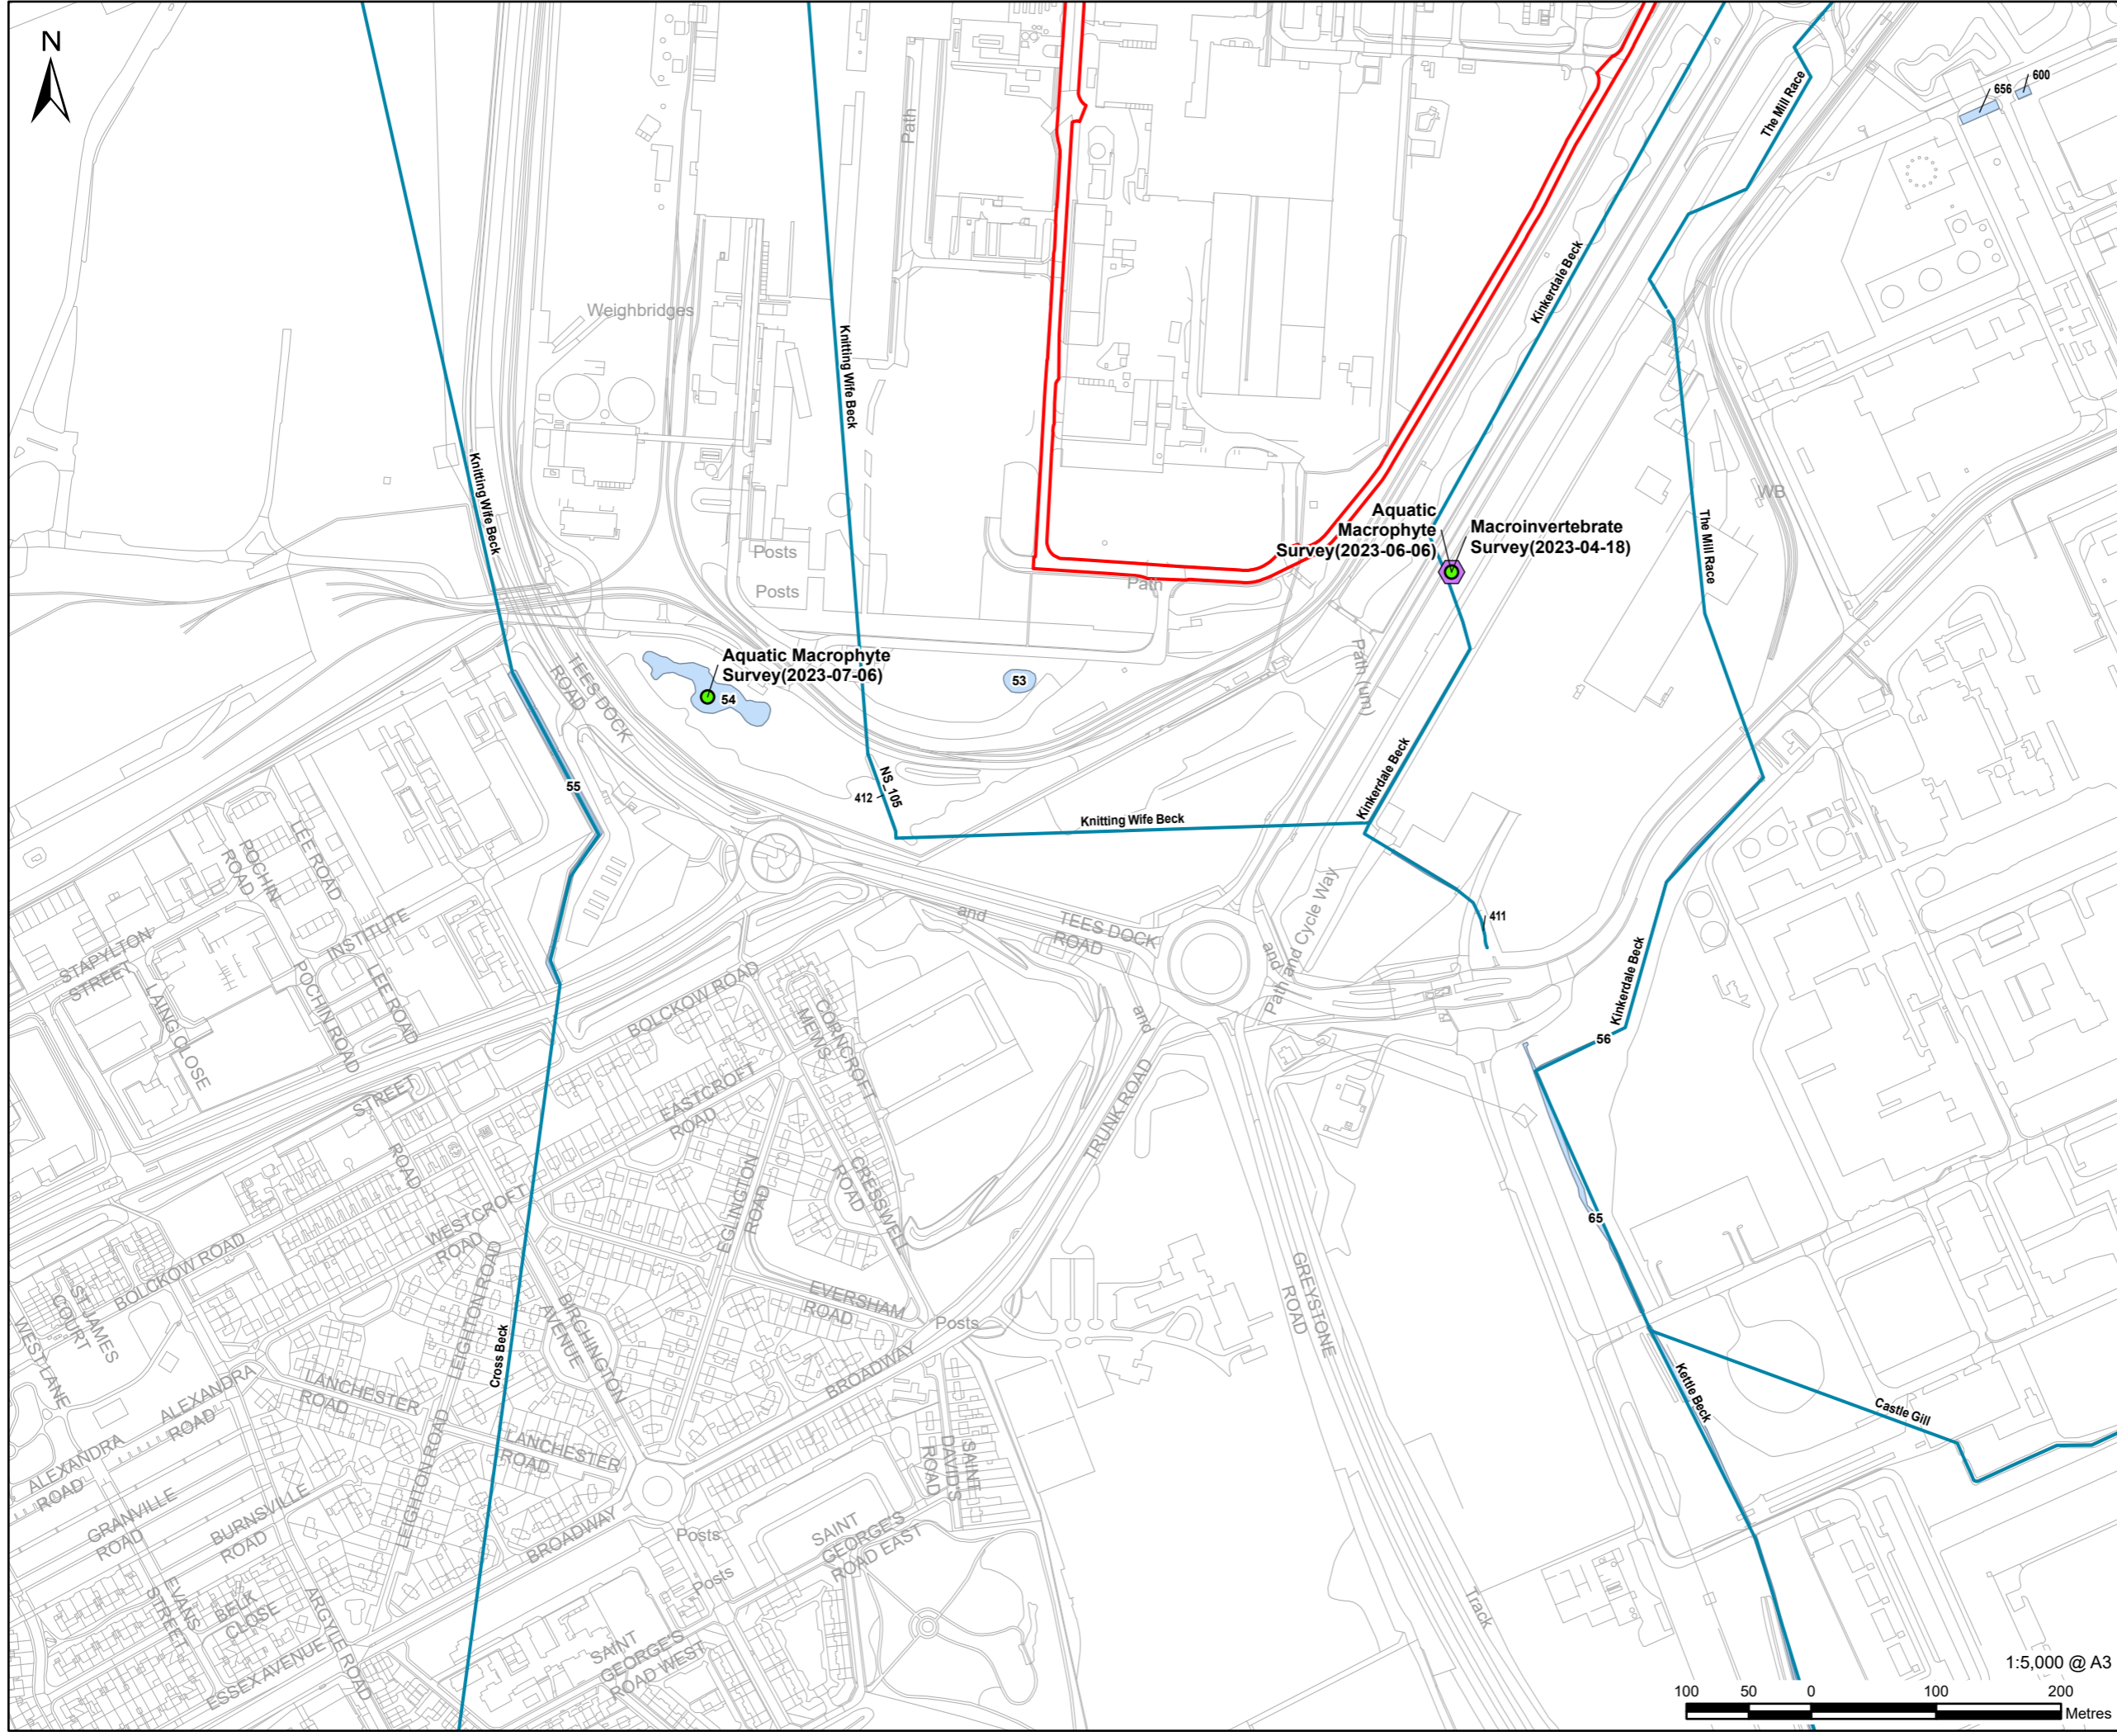 N
656
600
The Mill Race
Path
Kinkerdale Beck
Weighbridges
Knitting Wife Beck
Knitting Wife Beck
WB
Aquatic
Macrophyte
Survey(2023-06-06)
Macroinvertebrate
Survey(2023-04-18)
The Mill Race
Posts
Posts
Path
Path (um)
TEES DOCK
ROAD
Aquatic Macrophyte
Survey(2023-07-06)
54
53
55
NS_105
412
Kinkerdale Beck
Knitting Wife Beck
LEE ROAD
POCHIN
ROAD
Path and Cycle Way
and
and
TEES DOCK
ROAD
411
INSTITUTE
STAPYLTON
STREET
LAING CLOSE
POCHIN ROAD
LEE ROAD
BOLCKOW ROAD
CORNCROFT
MEWS
and
Kinkerdale Beck
56
STREET
EASTCROFT
ROAD
TRUNK ROAD
ROAD
WESTCROFT
ROAD
EGLINGTON
ROAD
CRESSWELL
ROAD
65
BOLCKOW ROAD
LEIGHTON ROAD
GREYSTONE
ROAD
EVERSHAM
ROAD
Posts
ST JAMES
COURT
WESTLANE
BIRCHINGTON
AVENUE
Cross Beck
BROADWAY
LANCHESTER
ROAD
ALEXANDRA
ROAD
Kettle Beck
Castle Gill
LEIGHTON ROAD
LANCHESTER
ROAD
SAINT
DAVID'S
ROAD
ALEXANDRA
ROAD
GRANVILLE
ROAD
BURNSVILLE
ROAD
BROADWAY
Posts
SAINT
GEORGE'S
ROAD EAST
Posts
EVANS
STREET
BELK
CLOSE
ARGYLE ROAD
ESSEX AVENUE
SAINT
GEORGE'S
ROAD WEST
Track
1:5,000 @ A3
100 50 0 100 200
Metres